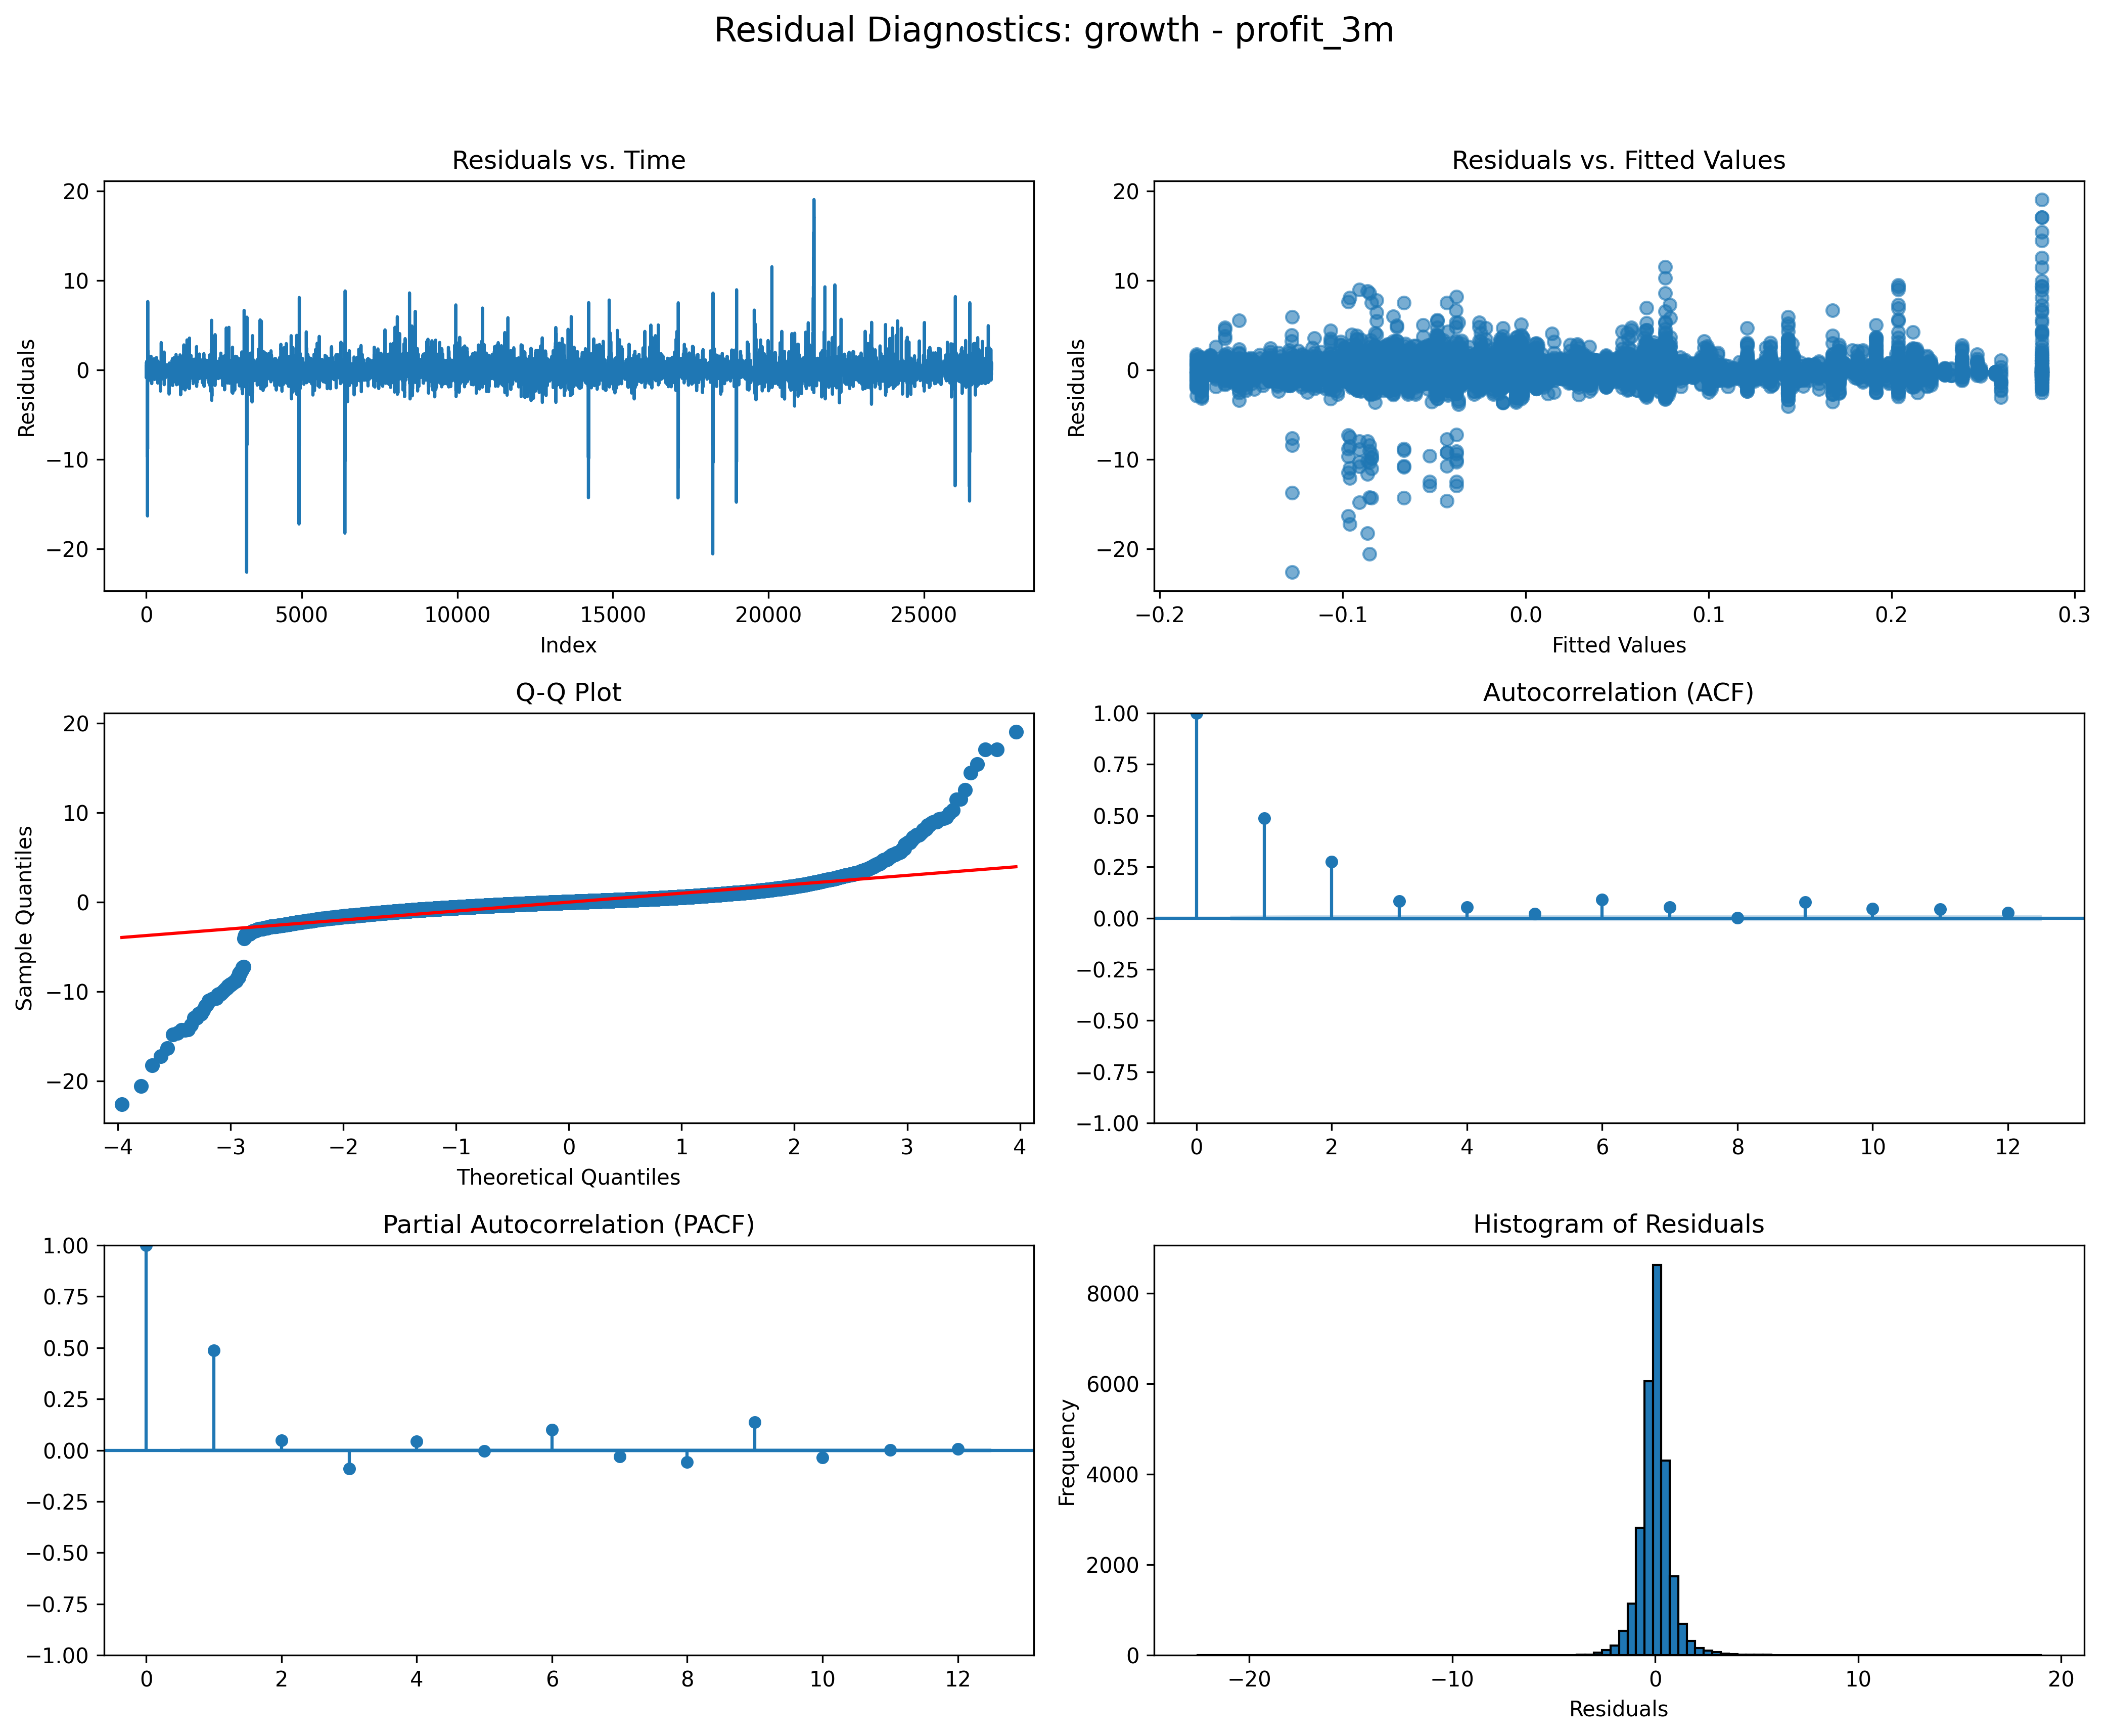 Residual Diagnostics: growth - profit_3m
Residuals vs. Time
Residuals
20
10
0
−10
−20
0 5000 10000 15000 20000 25000
Index
Residuals vs. Fitted Values
Residuals
20
10
0
−10
−20
−0.2 −0.1 0.0 0.1 0.2 0.3
Fitted Values
Q-Q Plot
Sample Quantiles
20
10
0
−10
−20
−4 −3 −2 −1 0 1 2 3 4
Theoretical Quantiles
Autocorrelation (ACF)
1.00
0.75
0.50
0.25
0.00
−0.25
−0.50
−0.75
−1.00
0 2 4 6 8 10 12
Partial Autocorrelation (PACF)
1.00
0.75
0.50
0.25
0.00
−0.25
−0.50
−0.75
−1.00
0 2 4 6 8 10 12
Histogram of Residuals
Frequency
8000
6000
4000
2000
0
−20 −10 0 10 20
Residuals